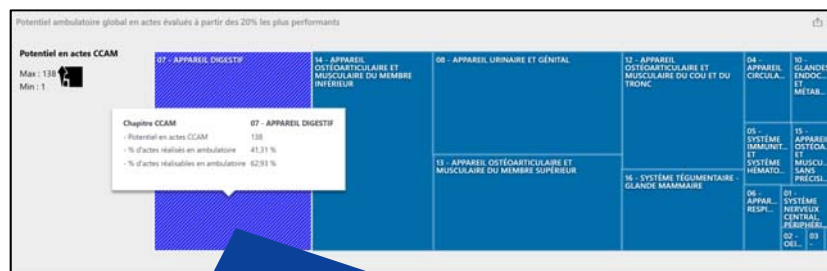 Potentiel ambulatoire global en actes évalués à partir des 20% les plus performants
Potentiel en actes CCAM
Max : 138
Min : 1
07 - APPAREIL DIGESTIF
Chapitre CCAM 07 - APPAREIL DIGESTIF
- Potentiel en actes CCAM 138
- % d'actes réalisés en ambulatoire 41,31 %
- % d'actes réalisables en ambulatoire 62,93 %
14 - APPAREIL
OSTÉOARTICULAIRE ET
MUSCULAIRE DU MEMBRE
INFÉRIEUR
08 - APPAREIL URINAIRE ET GÉNITAL
13 - APPAREIL OSTÉOARTICULAIRE ET
MUSCULAIRE DU MEMBRE SUPÉRIEUR
12 - APPAREIL
OSTÉOARTICULAIRE ET
MUSCULAIRE DU COU ET DU
TRONC
16 - SYSTÈME TÉGUMENTAIRE -
GLANDE MAMMAIRE
04 -
APPAREIL
CIRCULA...
10 -
GLANDES
ENDOC...
ET
MÉTAB...
05 -
SYSTÈME
IMMUNIT...
ET
SYSTÈME
HÉMATO...
15 -
APPAREIL
OSTÉOA...
ET
MUSCU...
SANS
PRÉCISI...
06 -
APPAR...
RESPI...
01 -
SYSTÈME
NERVEUX
CENTRAL,
PÉRIPHÉRI...
02 -
OEI...
03
-